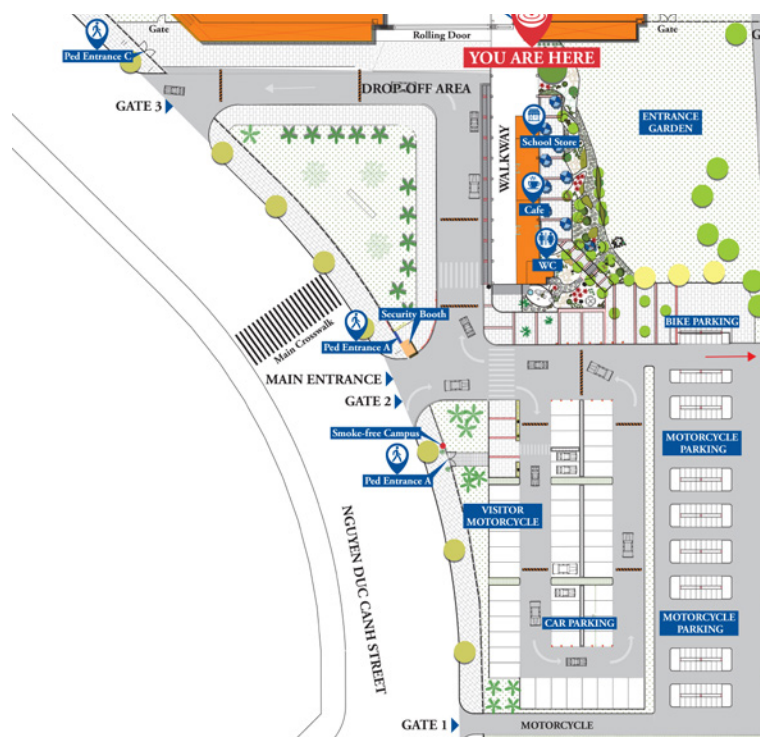 Gate
Gate
G
Rolling Door
YOU ARE HERE
Ped Entrance C
GATE 3
DROP-OFF AREA
School Store
ENTRANCE
GARDEN
WALKWAY
Cafe
WC
Security Booth
Ped Entrance A
Main Crosswalk
BIKE PARKING
MAIN ENTRANCE
GATE 2
Smoke-free Campus
MOTORCYCLE
PARKING
Ped Entrance A
VISITOR
MOTORCYCLE
NGUYEN DUC CANH STREET
CAR PARKING
MOTORCYCLE
PARKING
GATE 1
MOTORCYCLE